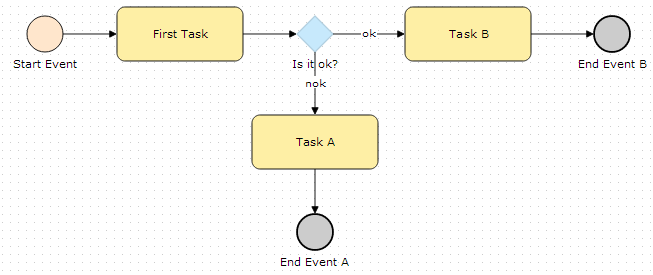 First Task
ok
Task B
Start Event
Is it ok?
End Event B
nok
Task A
End Event A